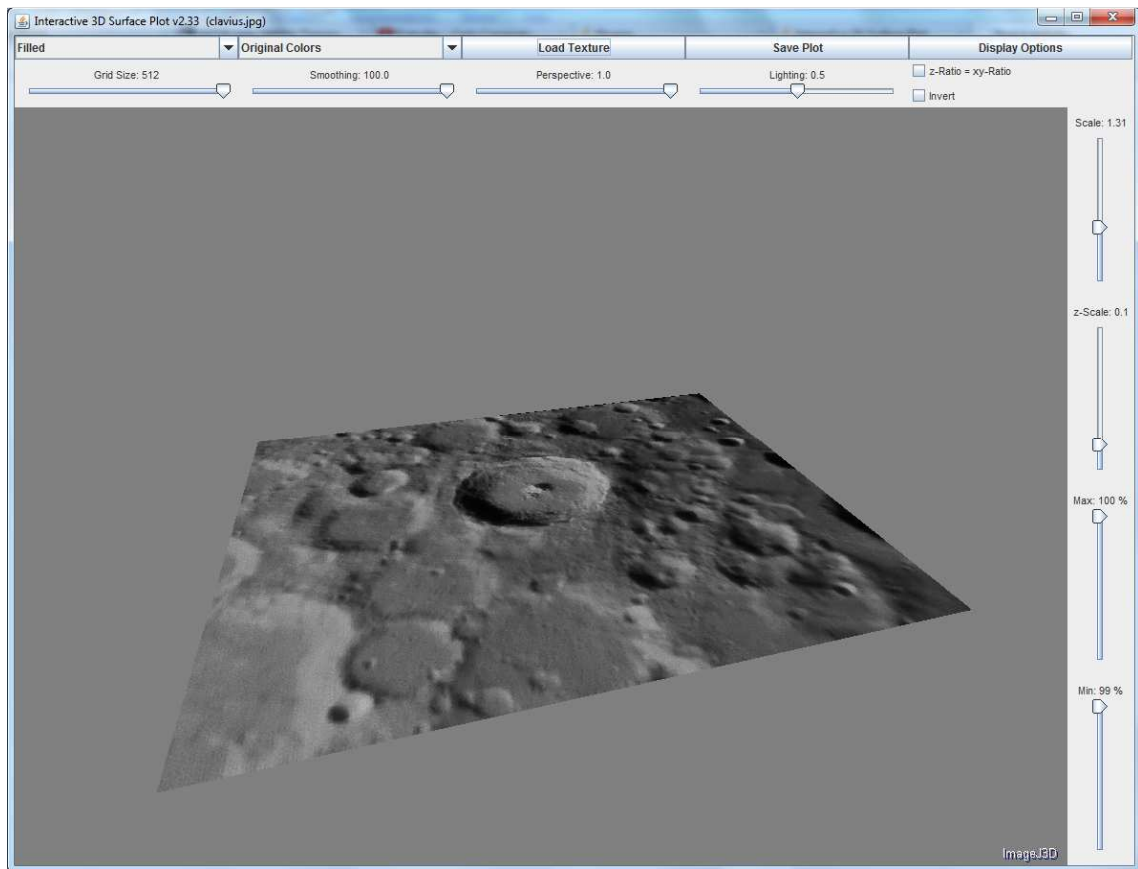 Interactive 3D Surface Plot v2.33 (clavius.jpg)
Filled Original Colors Load Texture Save Plot Display Options
Grid Size: 512 Smoothing: 100.0 Perspective: 1.0 Lighting: 0.5 z-Ratio = xy-Ratio
Invert
Scale: 1.31
z-Scale: 0.1
Max: 100 %
Min: 99 %
ImageJ3D